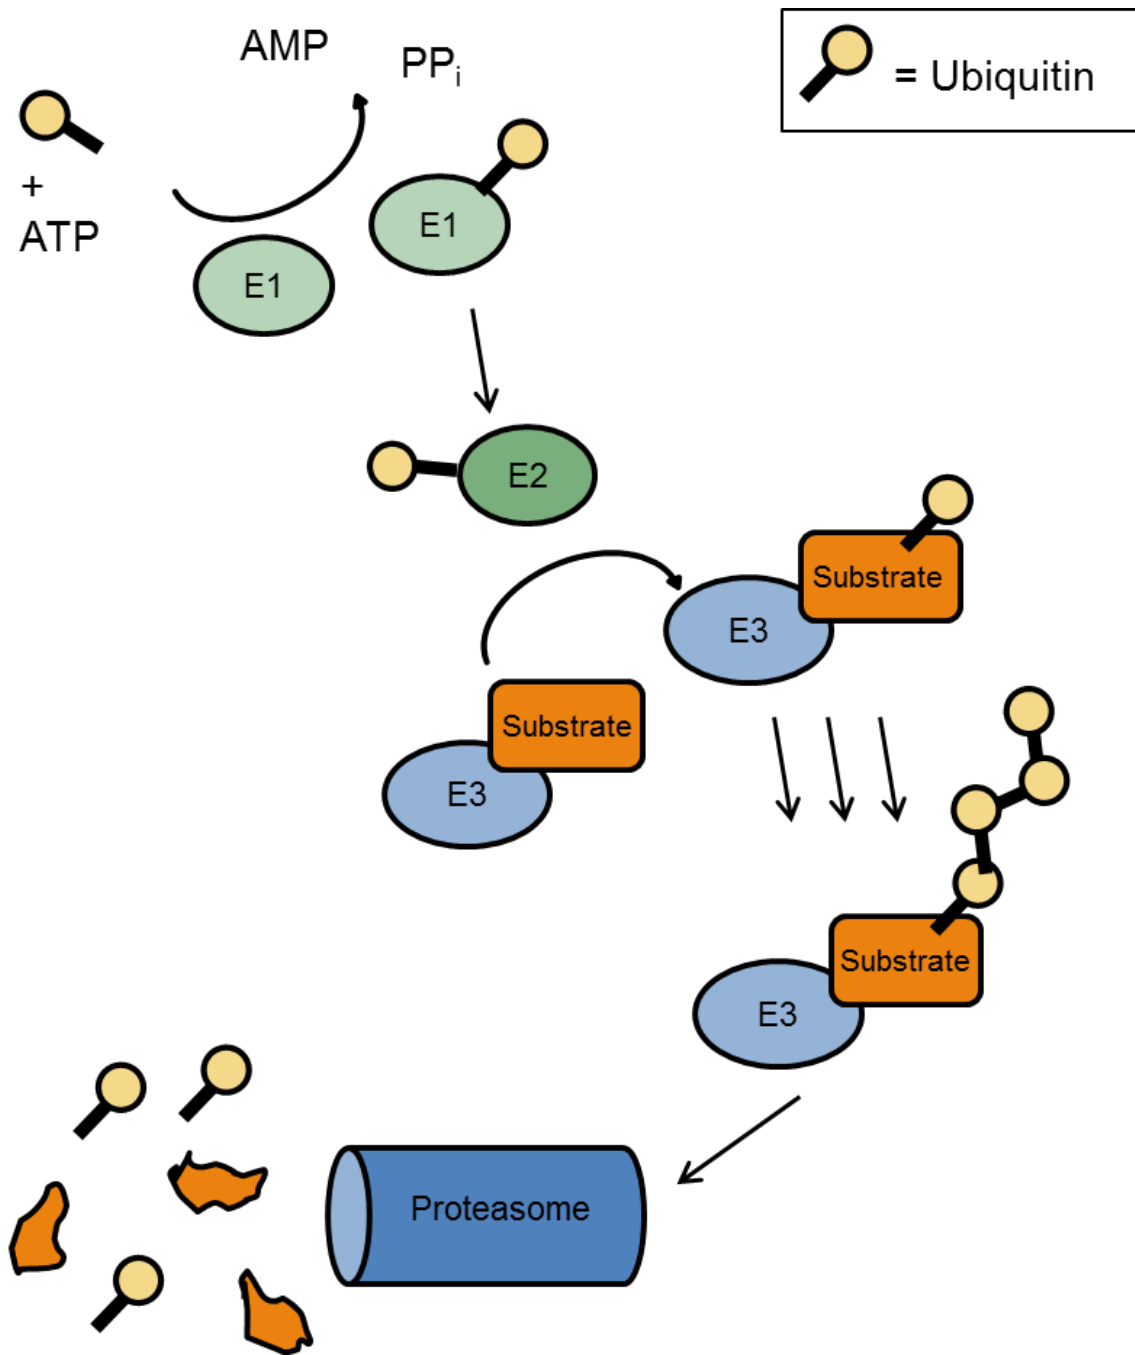 AMP
PPi
= Ubiquitin
+
ATP
E1
E1
E2
Substrate
E3
Substrate
E3
Substrate
E3
Proteasome